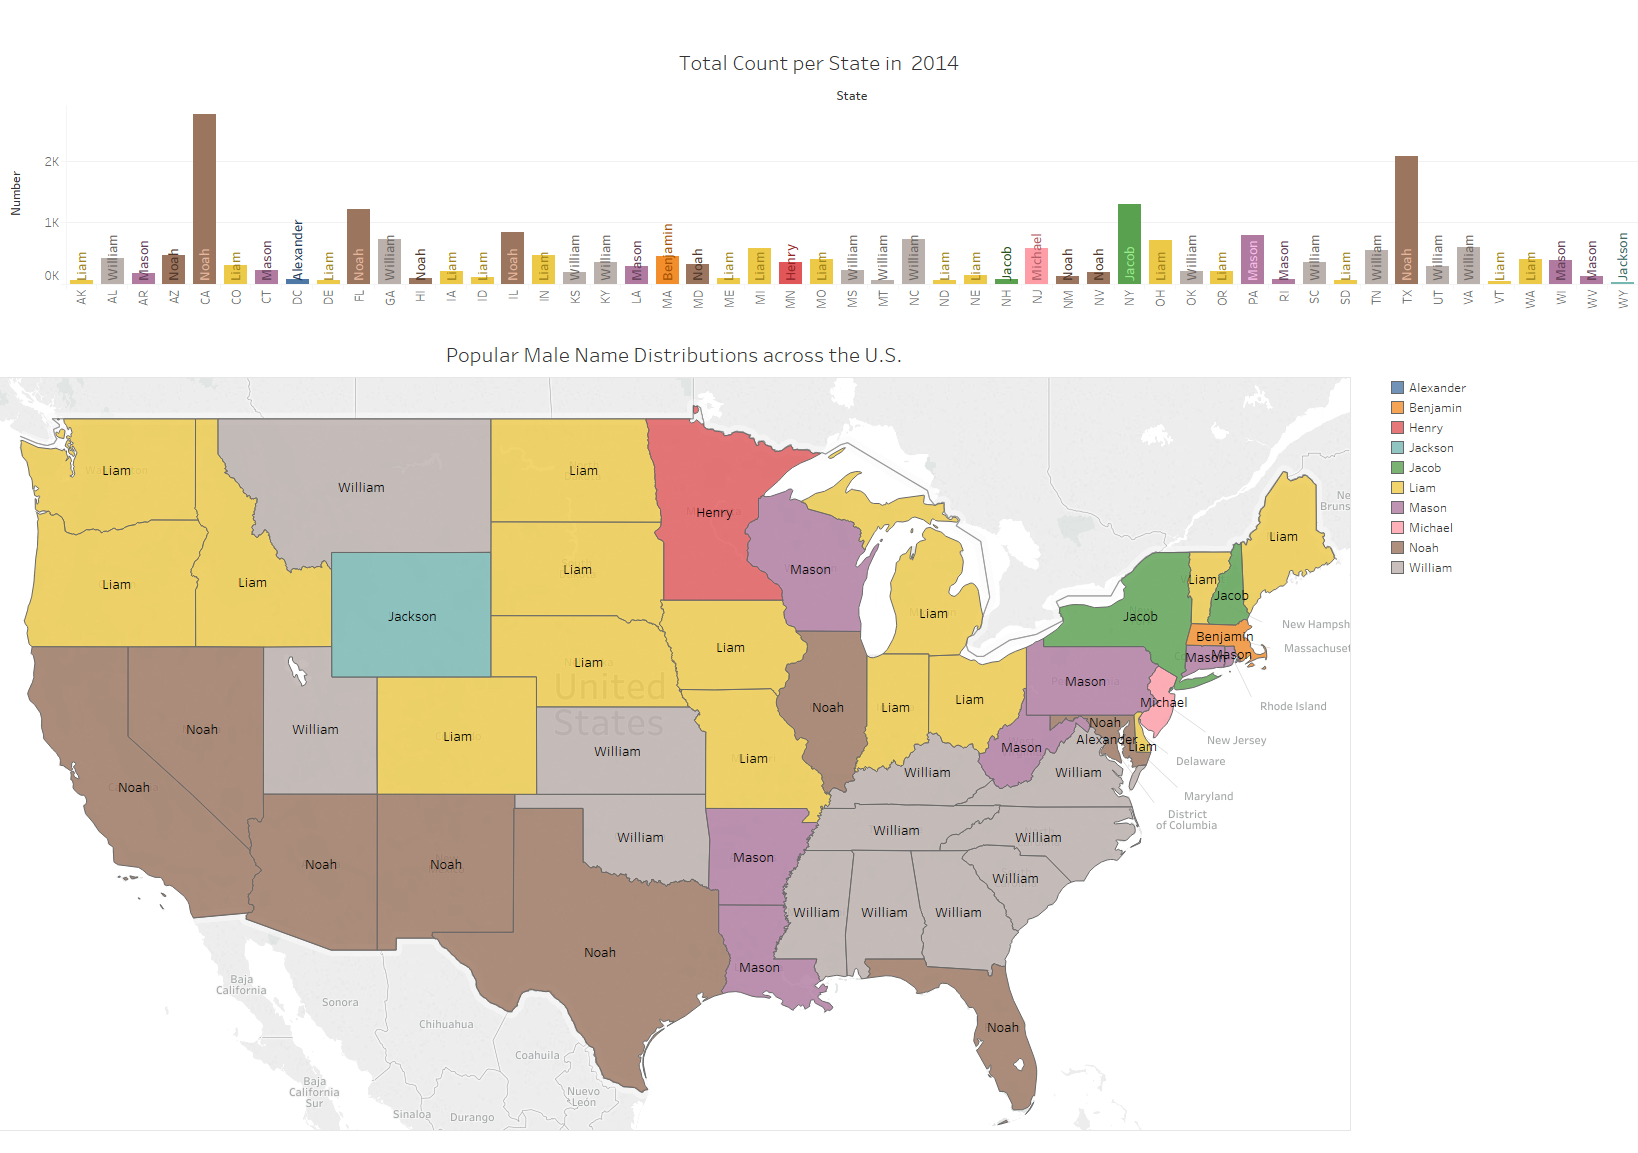 Total Count per State in 2014
State
Number
2K
1K
0K
Liam William Mason Noah Noah Liam Mason Alexander Liam Noah William Noah Liam Liam Noah Liam William William Mason Benjamin Noah Liam Liam Henry Liam William William William Liam Liam Jacob Michael Noah Noah Jacob Liam William Liam Mason Mason William Liam William Noah William William Liam Liam Mason Mason Jackson
AK AL AR AZ CA CO CT DC DE FL GA HI IA ID IL IN KS KY LA MA MD ME MI MN MO MS MT NC ND NE NH NJ NM NV NY OH OK OR PA RI SC SD TN TX UT VA VT WA WI WV WY
Popular Male Name Distributions across the U.S.
Alexander
Benjamin
Henry
Jackson
Jacob
Liam
Mason
Michael
Noah
William
Liam
William
Liam
Henry
Liam
Liam
Liam
Jackson
Liam
Mason
Liam
Liam
Jacob
Liam
Jacob
New Hampsh
Benjamin
Massachuset
Mason
Mason
Rhode Island
Liam
Liam
United
States
Noah
William
Liam
William
Liam
Noah
Liam
Liam
Mason
Michael
New Jersey
Noah
Alexander
Liam
Delaware
Mason
William
William
Maryland
District
of Columbia
Noah
Noah
Noah
William
Mason
William
William
William
William
William
William
Noah
Mason
Noah
Baja
California
Sonora
Chihuahua
Coahuila
Baja
California
Sur
Nuevo
León
Sinaloa
Durango
Ne
Bruns